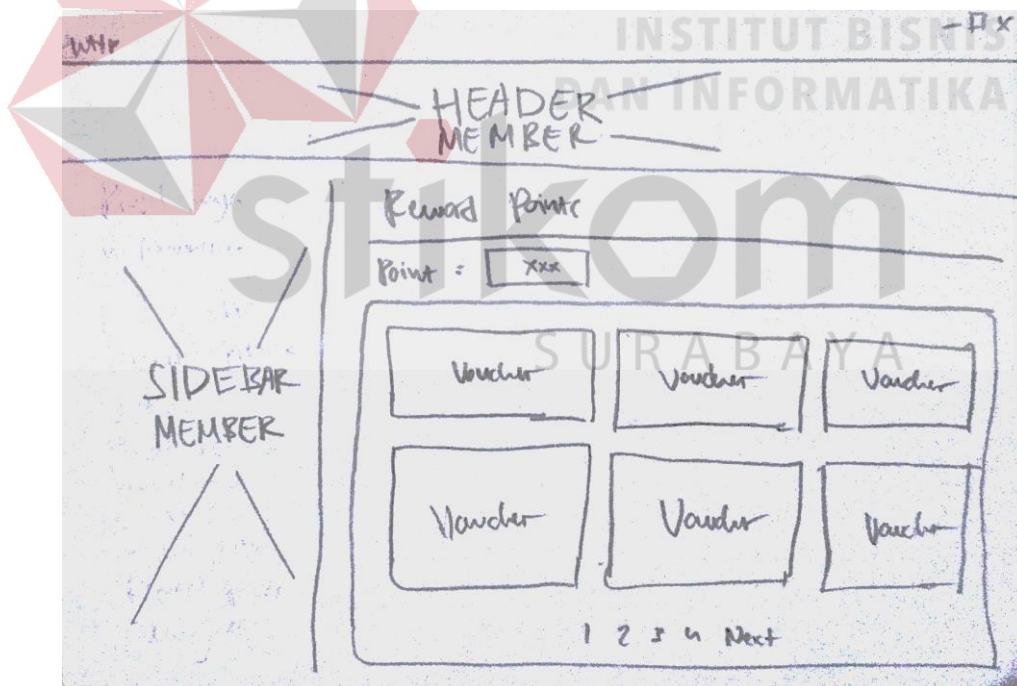 INSTITUT BISNIS
DAN INFORMATIKA
stikom
SURABAYA
- □ x
HEADER
MEMBER
Reward Points
Point : xxx
SIDEBAR
MEMBER
Voucher Voucher Voucher
Voucher Voucher Voucher
1 2 3 4 Next